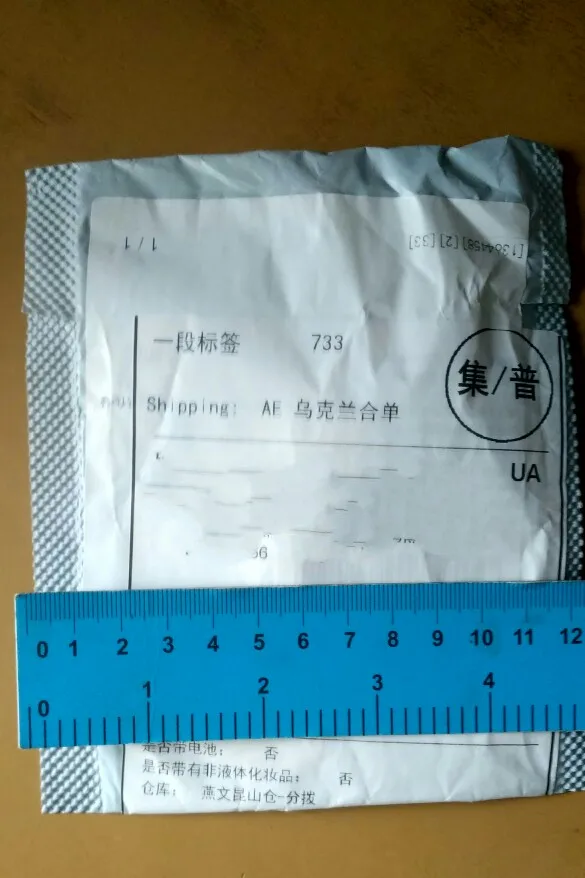 1 / 1
[1364458] [2] [33]
一段标签 733
集/普
Shipping: AE 乌克兰合单
UA
36
0 1 2 3 4 5 6 7 8 9 10 11 12
0 1 2 3 4
是否带电池: 否
是否带有非液体化妆品: 否
仓库: 燕文昆山仓-分拨